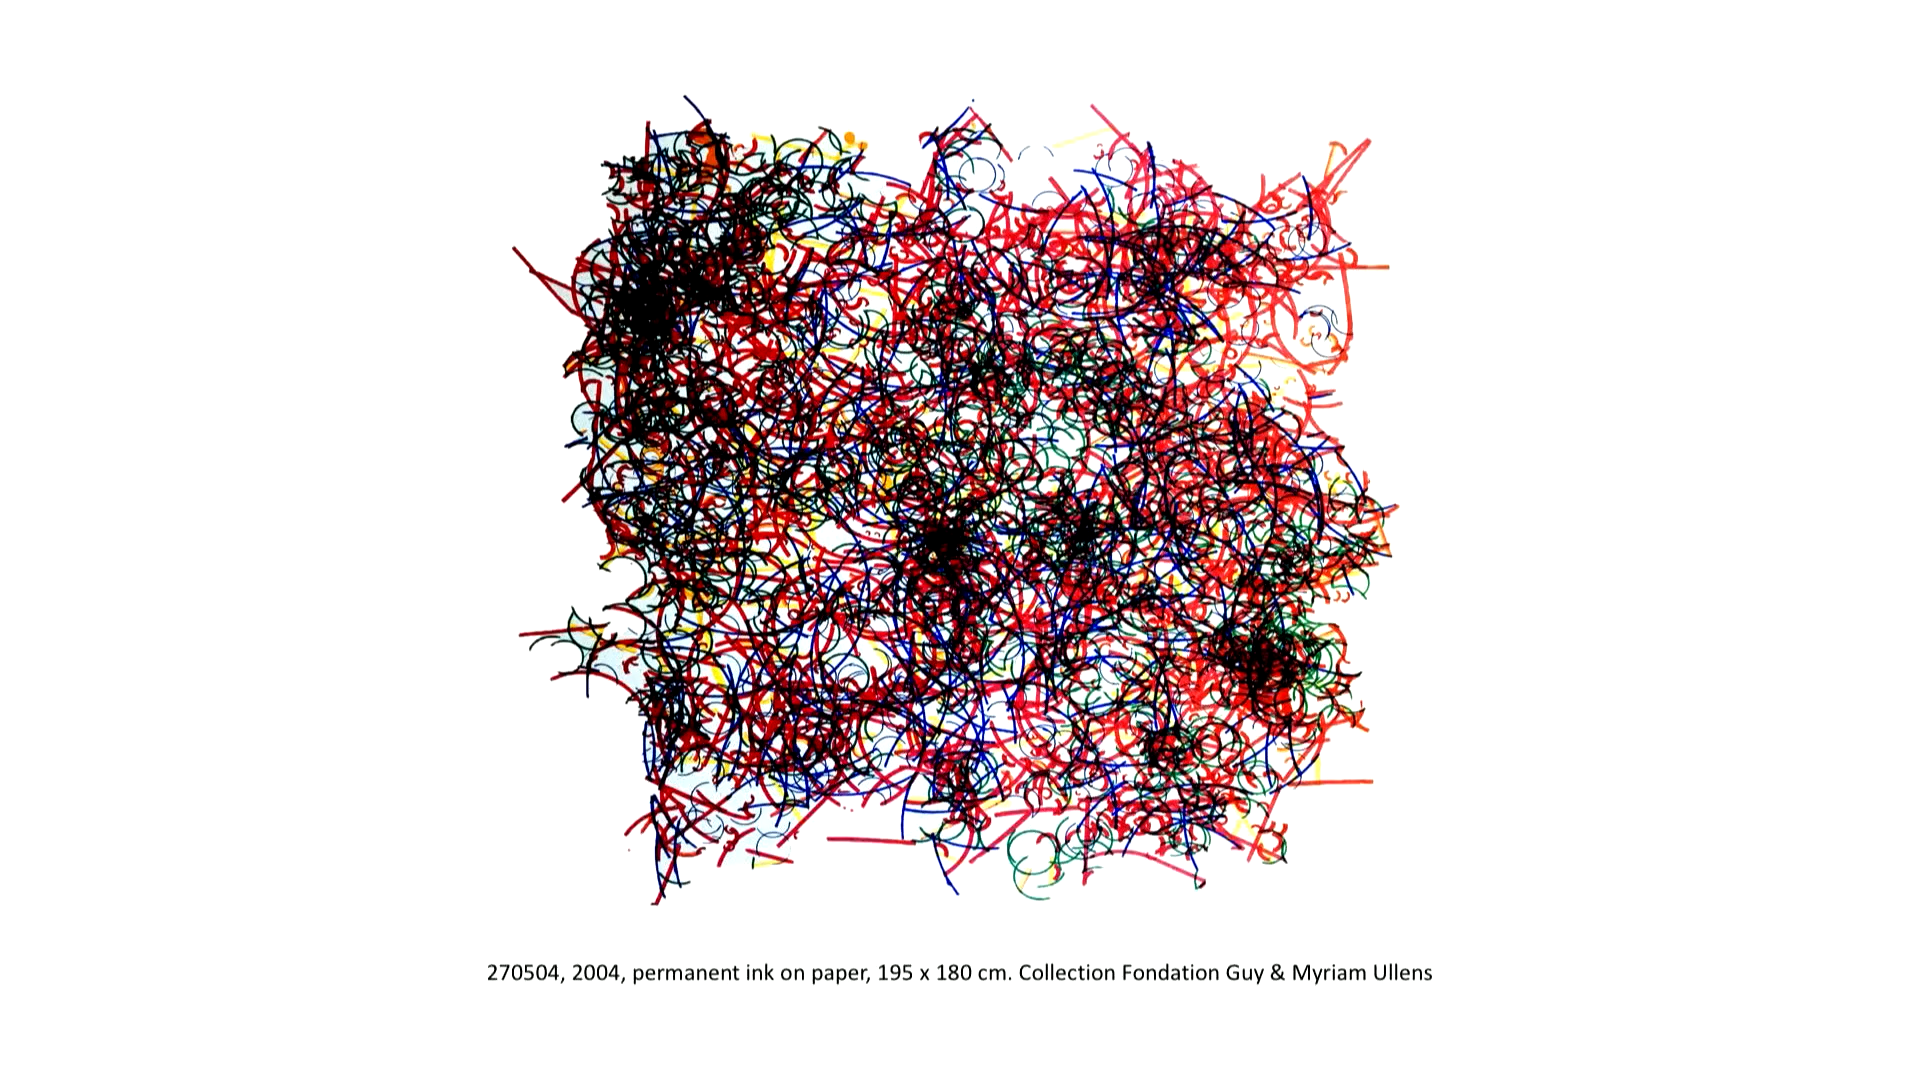 270504, 2004, permanent ink on paper, 195 x 180 cm. Collection Fondation Guy & Myriam Ullens